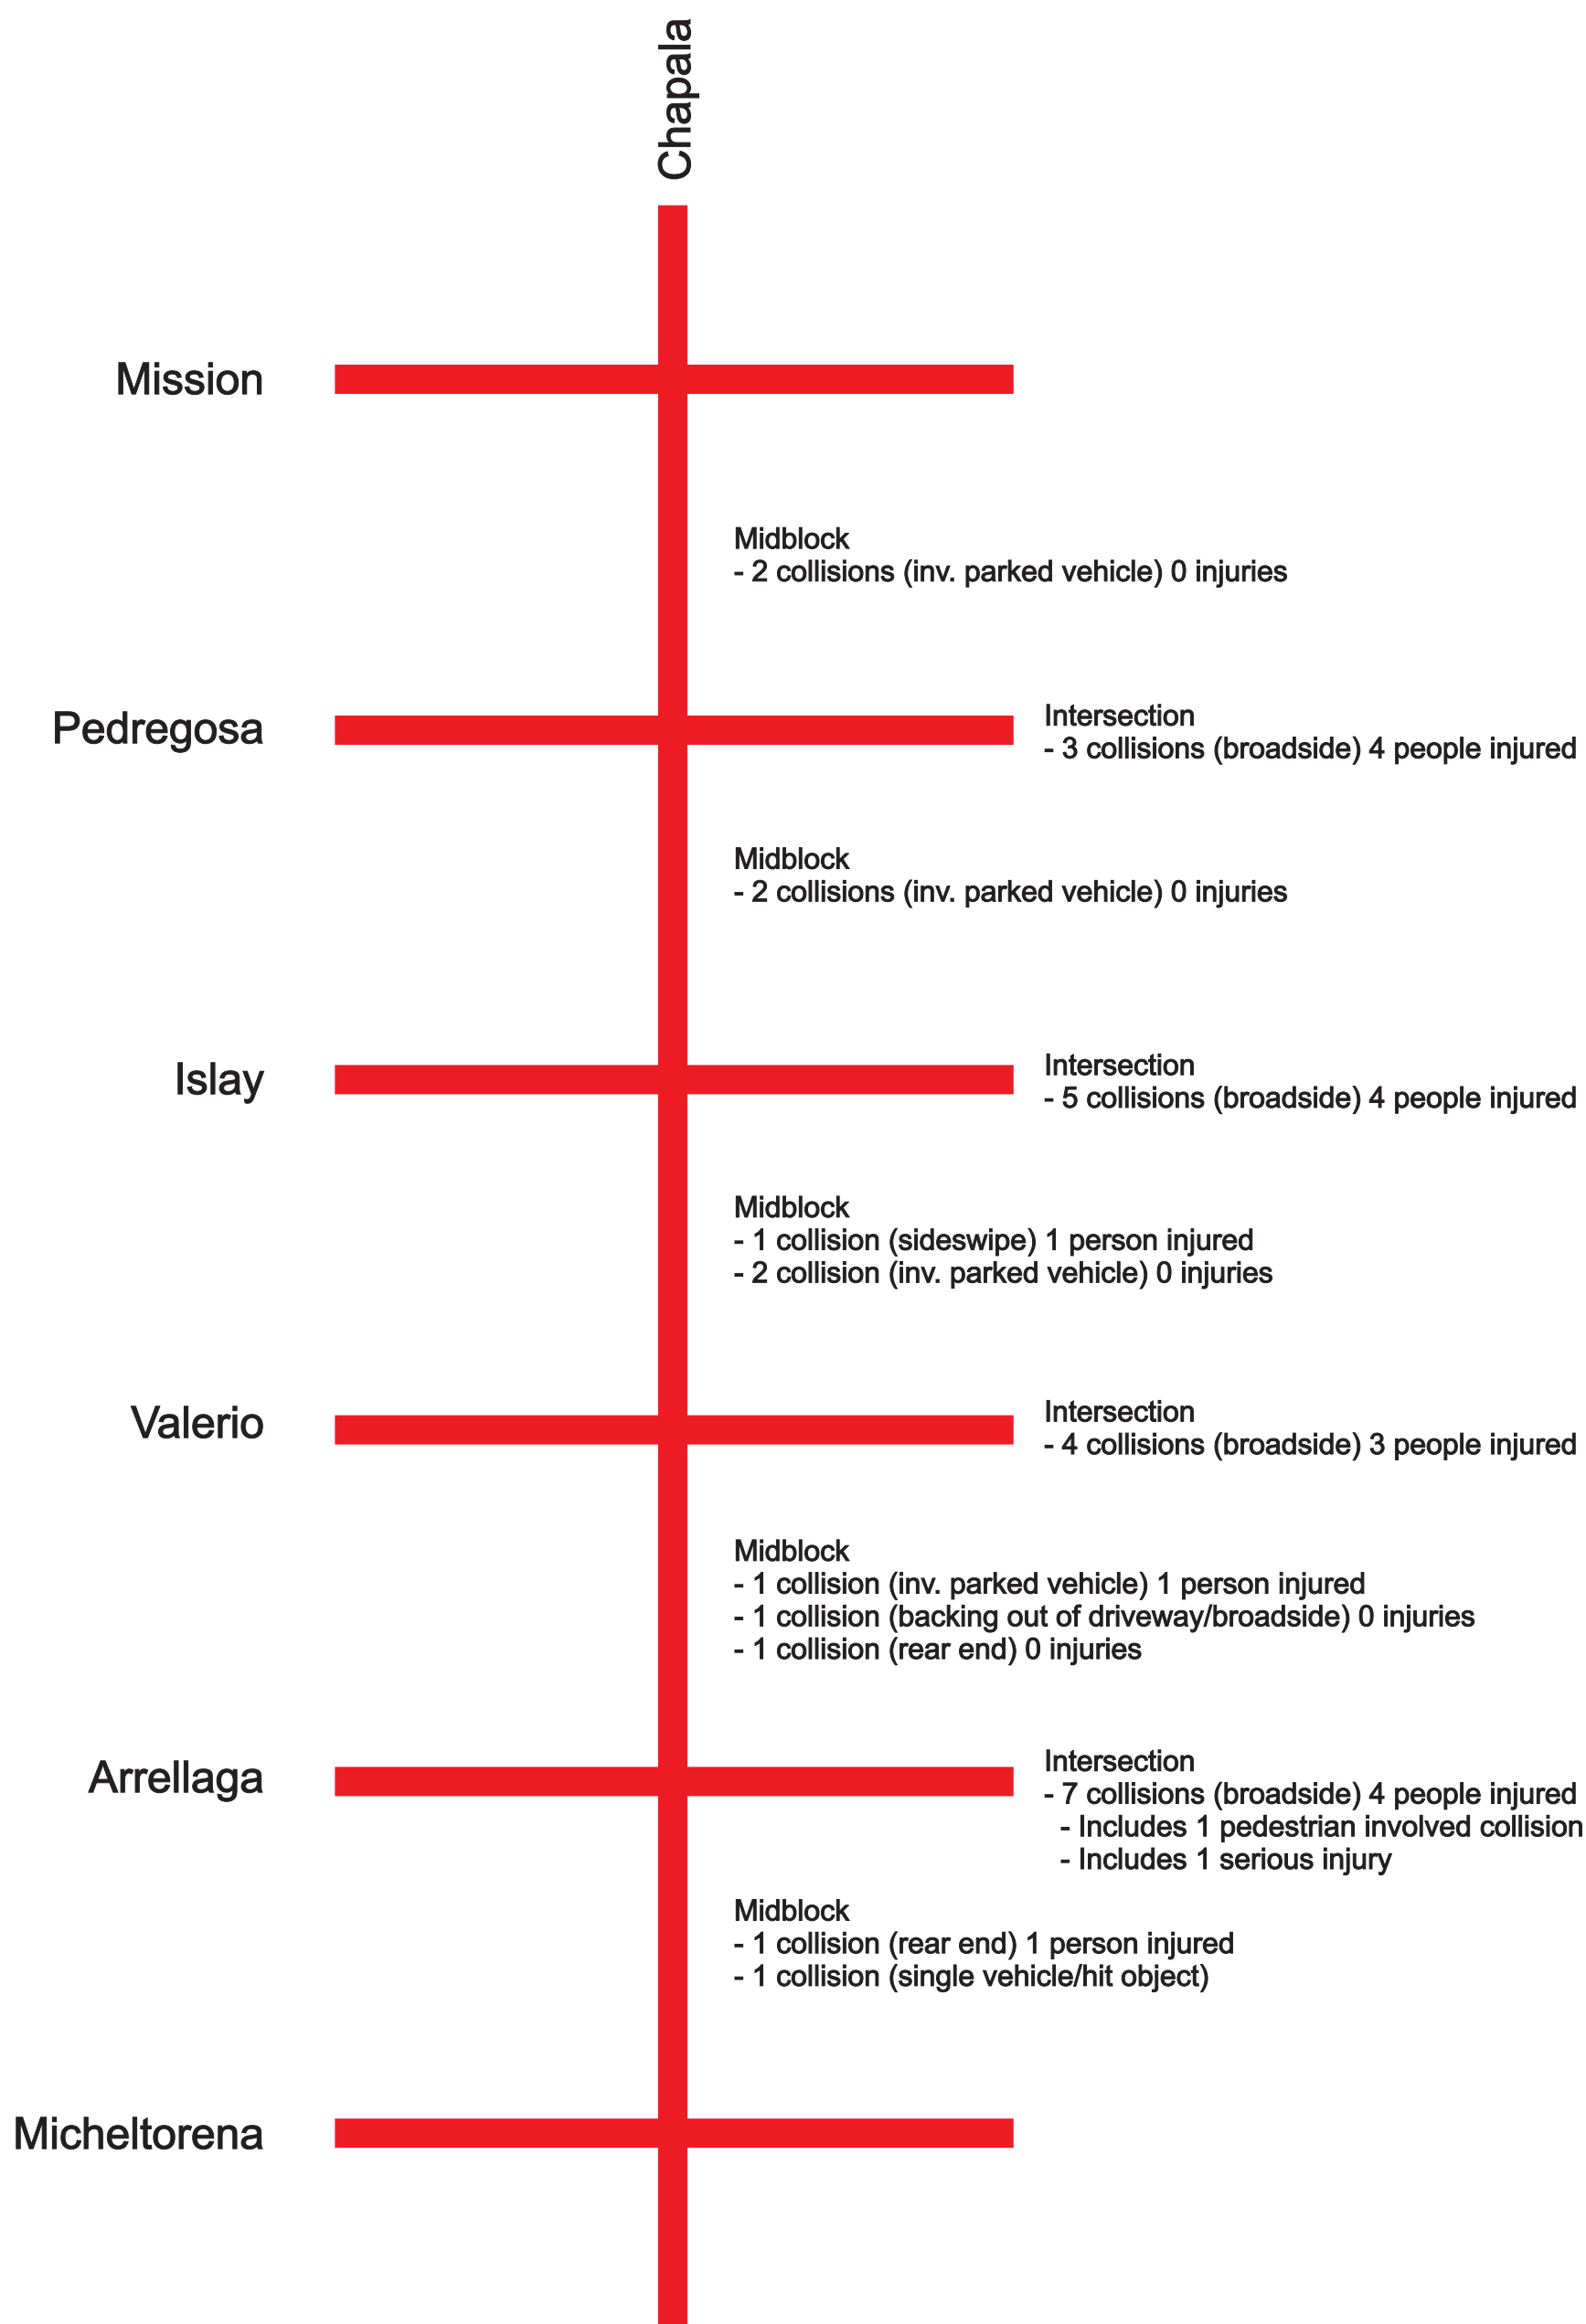 Chapala
Mission
Midblock
- 2 collisions (inv. parked vehicle) 0 injuries
Pedregosa
Intersection
- 3 collisions (broadside) 4 people injured
Midblock
- 2 collisions (inv. parked vehicle) 0 injuries
Islay
Intersection
- 5 collisions (broadside) 4 people injured
Midblock
- 1 collision (sideswipe) 1 person injured
- 2 collision (inv. parked vehicle) 0 injuries
Valerio
Intersection
- 4 collisions (broadside) 3 people injured
Midblock
- 1 collision (inv. parked vehicle) 1 person injured
- 1 collision (backing out of driveway/broadside) 0 injuries
- 1 collision (rear end) 0 injuries
Arrellaga
Intersection
- 7 collisions (broadside) 4 people injured
- Includes 1 pedestrian involved collision
- Includes 1 serious injury
Midblock
- 1 collision (rear end) 1 person injured
- 1 collision (single vehicle/hit object)
Micheltorena